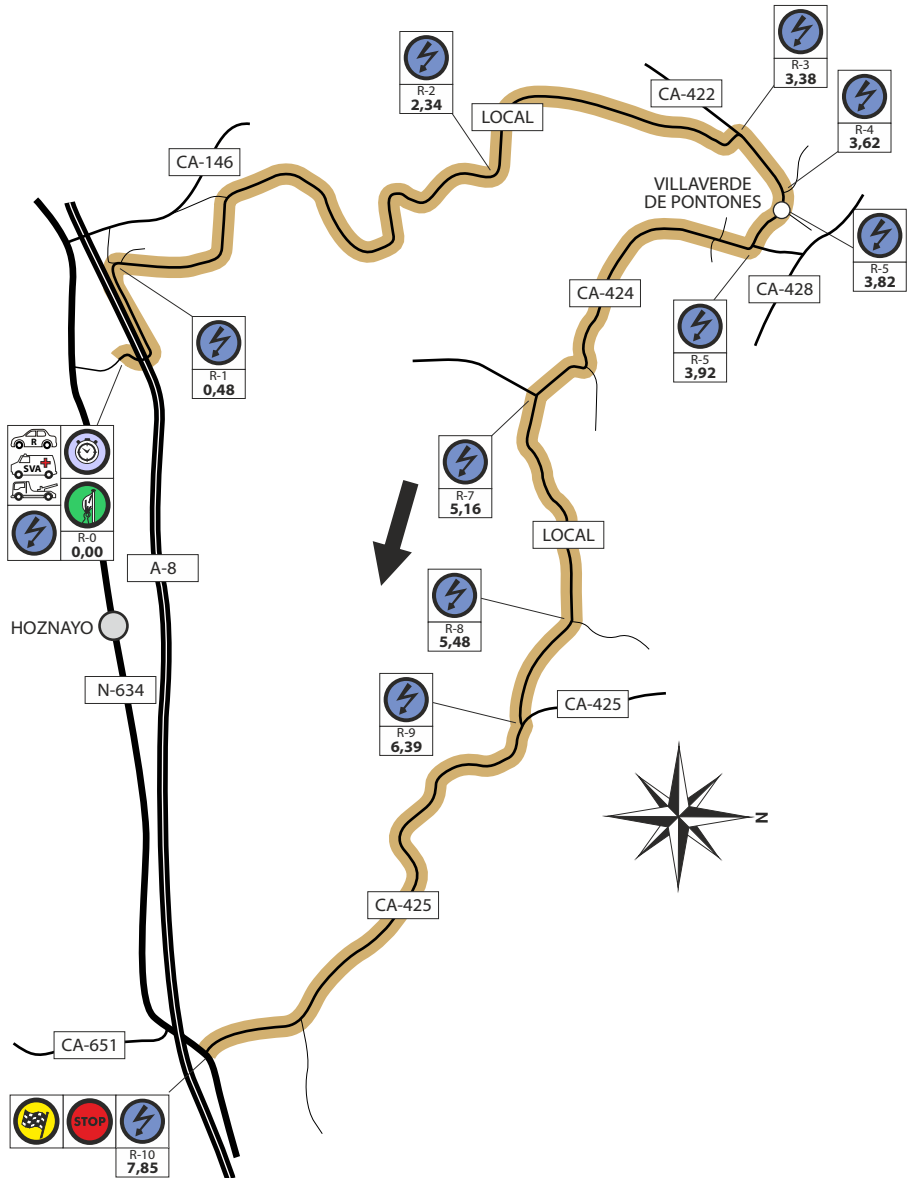 R-3
3,38
R-2
2,34
CA-422
LOCAL
R-4
3,62
CA-146
VILLAVERDE
DE PONTONES
R-5
3,82
CA-424
CA-428
R-1
0,48
R-5
3,92
R
SVA
R-0
0,00
R-7
5,16
LOCAL
A-8
HOZNAYO
R-8
5,48
N-634
R-9
6,39
CA-425
N
CA-425
CA-651
STOP
R-10
7,85